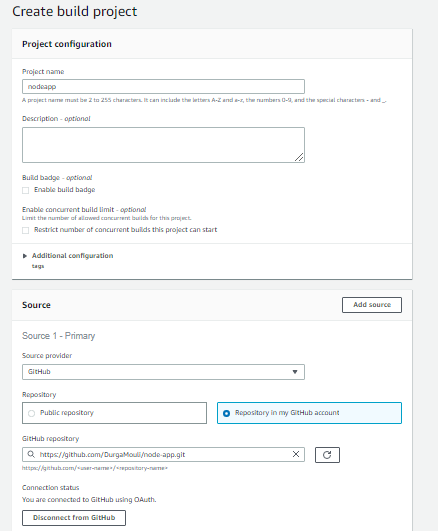 Create build project
Project configuration
Project name
nodeapp
A project name must be 2 to 255 characters. It can include the letters A-Z and a-z, the numbers 0-9, and the special characters - and _.
Description - optional
Build badge - optional
Enable build badge
Enable concurrent build limit - optional
Limit the number of allowed concurrent builds for this project.
Restrict number of concurrent builds this project can start
Additional configuration
tags
Source
Add source
Source 1 - Primary
Source provider
GitHub
Repository
Public repository
Repository in my GitHub account
GitHub repository
https://github.com/DurgaMouli/node-app.git
https://github.com/<user-name>/<repository-name>
Connection status
You are connected to GitHub using OAuth.
Disconnect from GitHub